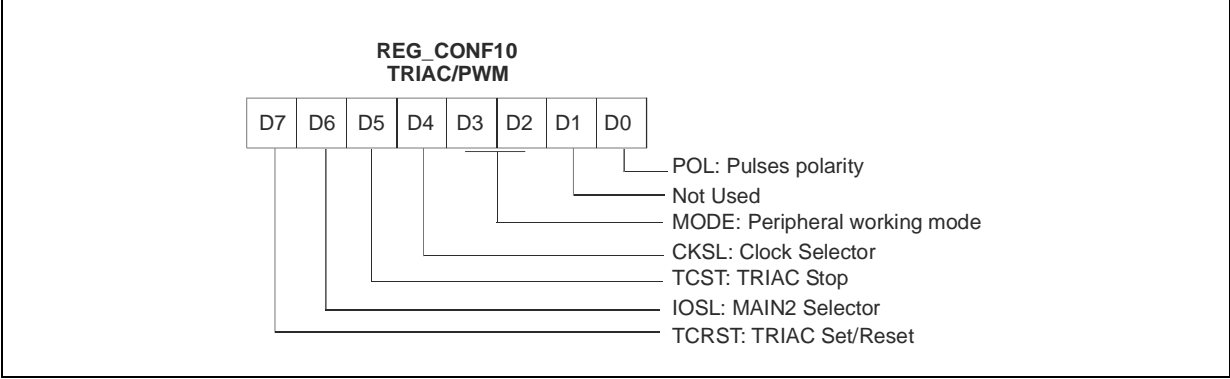 REG_CONF10
TRIAC/PWM
D7 D6 D5 D4 D3 D2 D1 D0
POL: Pulses polarity
Not Used
MODE: Peripheral working mode
CKSL: Clock Selector
TCST: TRIAC Stop
IOSL: MAIN2 Selector
TCRST: TRIAC Set/Reset